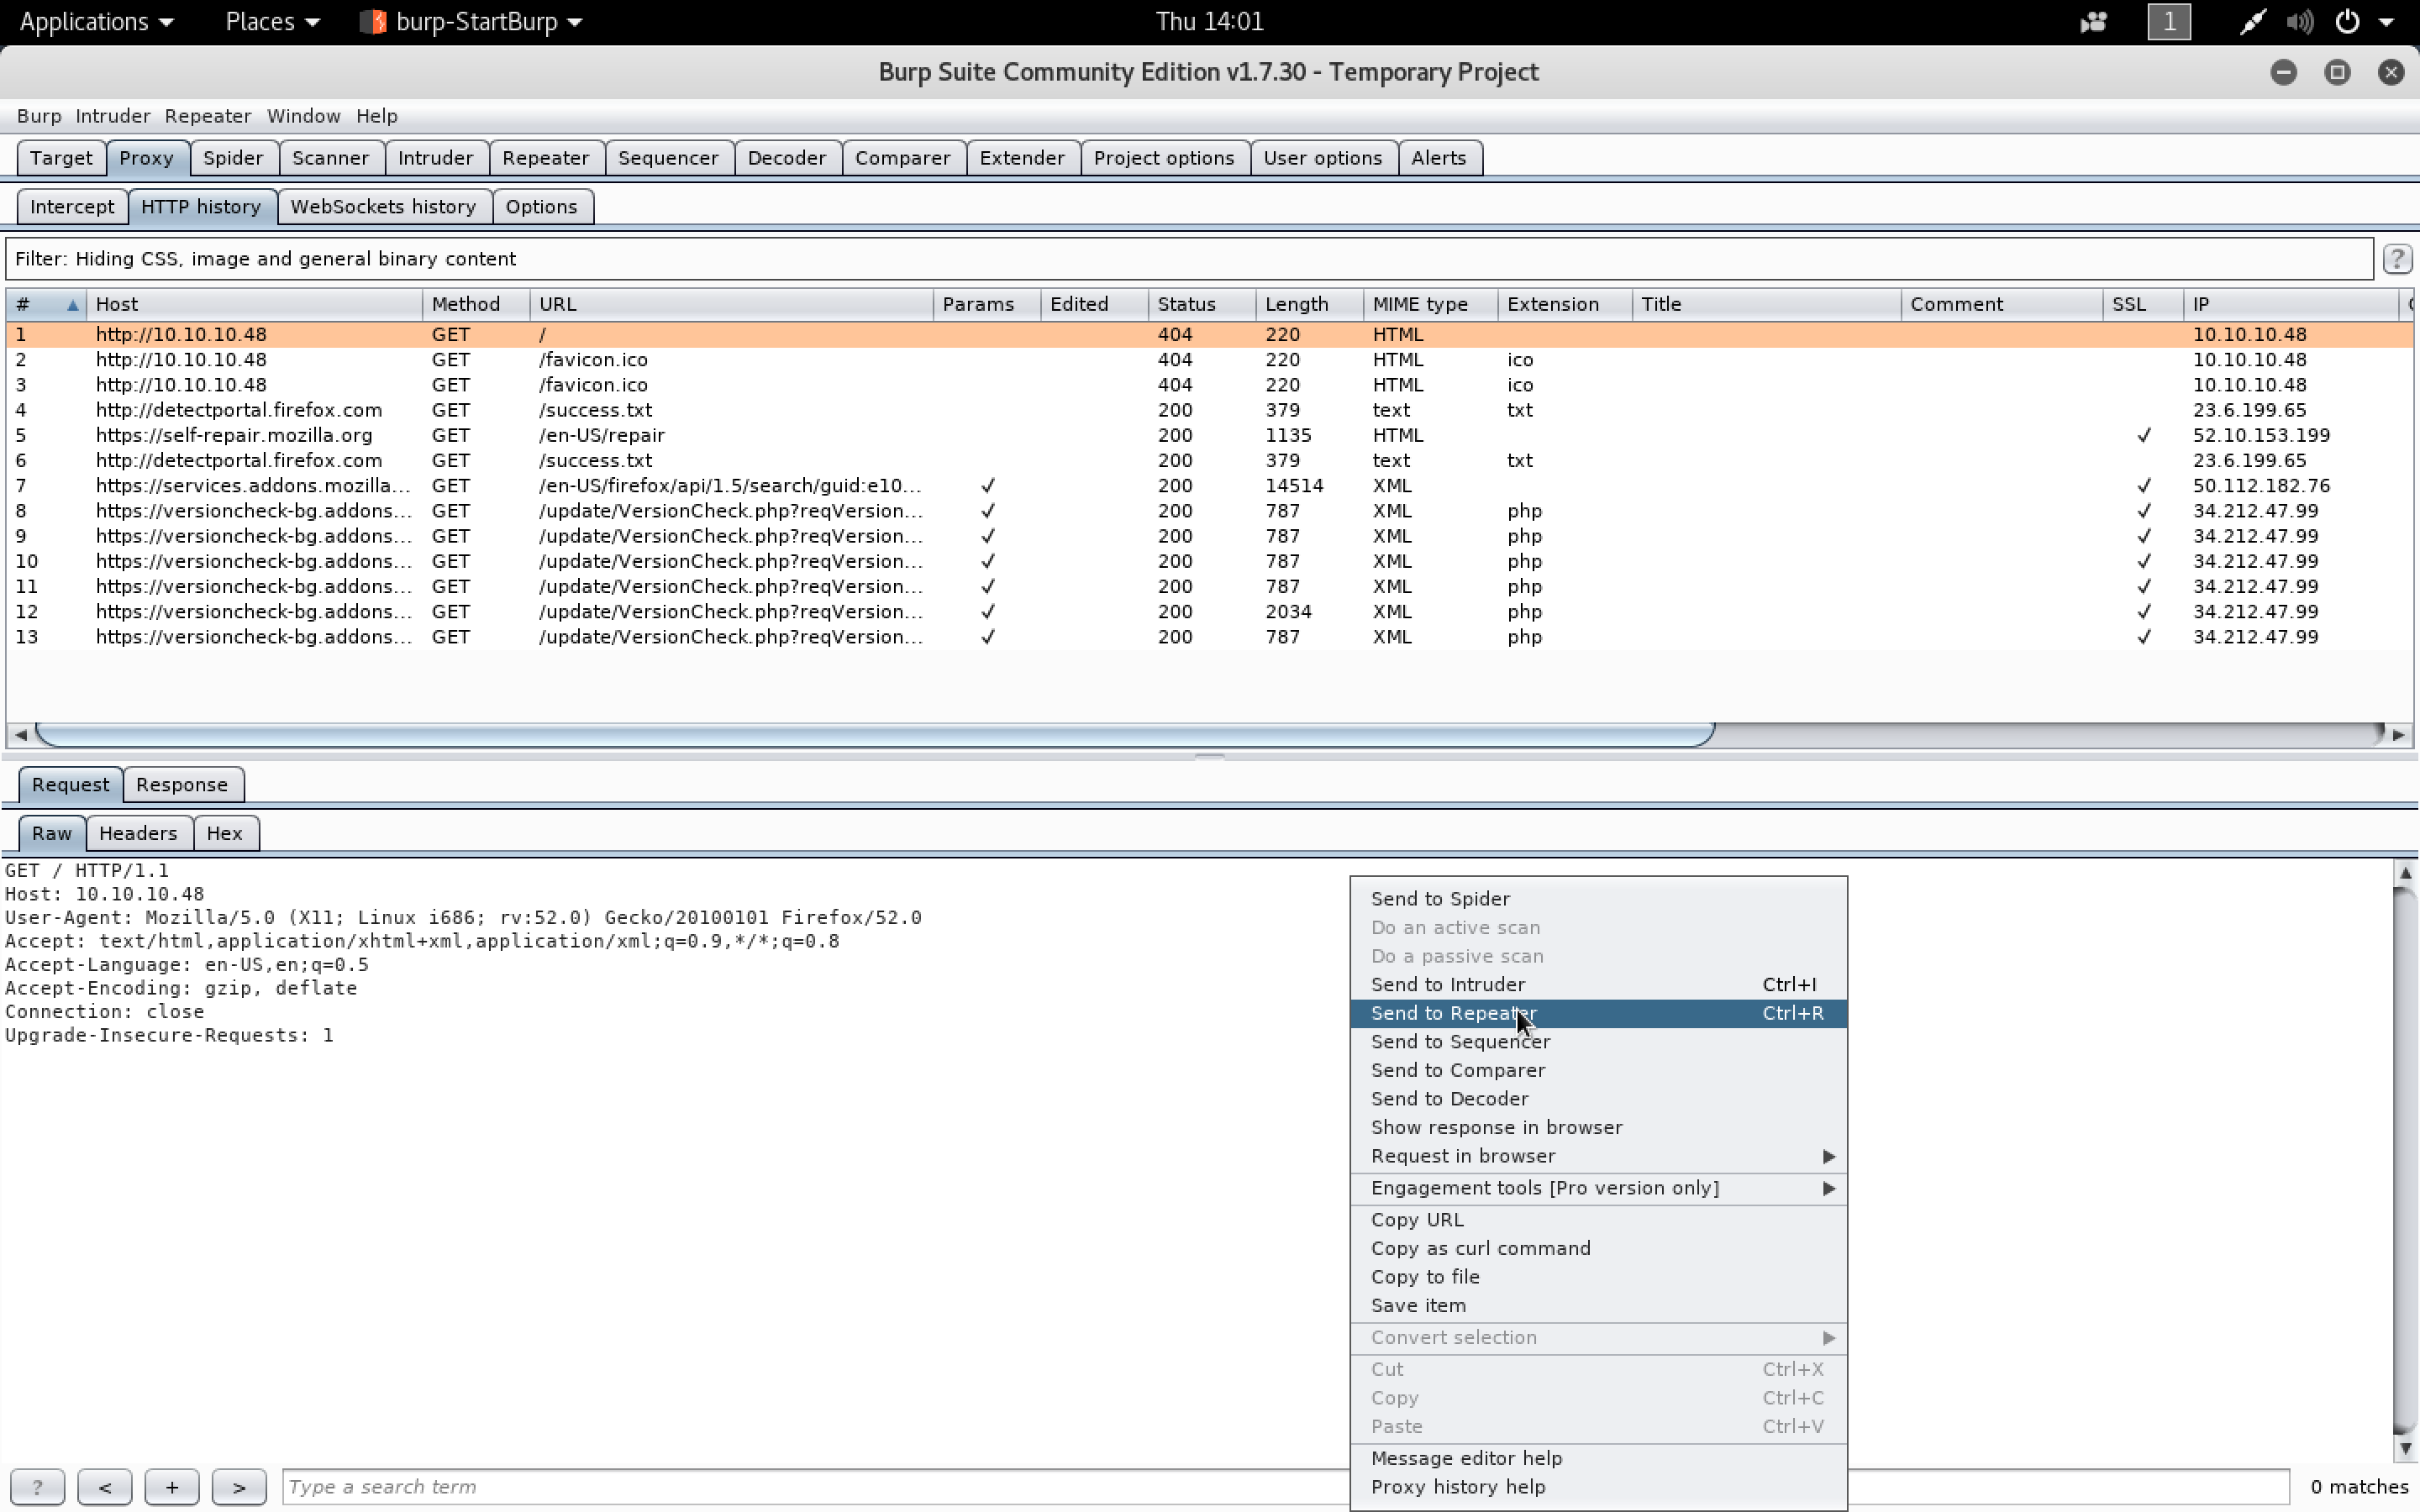 Applications Places burp-StartBurp Thu 14:01 1
Burp Suite Community Edition v1.7.30 - Temporary Project
Burp Intruder Repeater Window Help
Target Proxy Spider Scanner Intruder Repeater Sequencer Decoder Comparer Extender Project options User options Alerts
Intercept HTTP history WebSockets history Options
Filter: Hiding CSS, image and general binary content ?
# Host Method URL Params Edited Status Length MIME type Extension Title Comment SSL IP
1 http://10.10.10.48 GET / 404 220 HTML 10.10.10.48
2 http://10.10.10.48 GET /favicon.ico 404 220 HTML ico 10.10.10.48
3 http://10.10.10.48 GET /favicon.ico 404 220 HTML ico 10.10.10.48
4 http://detectportal.firefox.com GET /success.txt 200 379 text txt 23.6.199.65
5 https://self-repair.mozilla.org GET /en-US/repair 200 1135 HTML ✓ 52.10.153.199
6 http://detectportal.firefox.com GET /success.txt 200 379 text txt 23.6.199.65
7 https://services.addons.mozilla... GET /en-US/firefox/api/1.5/search/guid:e10... ✓ 200 14514 XML ✓ 50.112.182.76
8 https://versioncheck-bg.addons... GET /update/VersionCheck.php?reqVersion... ✓ 200 787 XML php ✓ 34.212.47.99
9 https://versioncheck-bg.addons... GET /update/VersionCheck.php?reqVersion... ✓ 200 787 XML php ✓ 34.212.47.99
10 https://versioncheck-bg.addons... GET /update/VersionCheck.php?reqVersion... ✓ 200 787 XML php ✓ 34.212.47.99
11 https://versioncheck-bg.addons... GET /update/VersionCheck.php?reqVersion... ✓ 200 787 XML php ✓ 34.212.47.99
12 https://versioncheck-bg.addons... GET /update/VersionCheck.php?reqVersion... ✓ 200 2034 XML php ✓ 34.212.47.99
13 https://versioncheck-bg.addons... GET /update/VersionCheck.php?reqVersion... ✓ 200 787 XML php ✓ 34.212.47.99
Request Response
Raw Headers Hex
GET / HTTP/1.1
Host: 10.10.10.48
User-Agent: Mozilla/5.0 (X11; Linux i686; rv:52.0) Gecko/20100101 Firefox/52.0
Accept: text/html,application/xhtml+xml,application/xml;q=0.9,*/*;q=0.8
Accept-Language: en-US,en;q=0.5
Accept-Encoding: gzip, deflate
Connection: close
Upgrade-Insecure-Requests: 1
Send to Spider
Do an active scan
Do a passive scan
Send to Intruder Ctrl+I
Send to Repeater Ctrl+R
Send to Sequencer
Send to Comparer
Send to Decoder
Show response in browser
Request in browser
Engagement tools [Pro version only]
Copy URL
Copy as curl command
Copy to file
Save item
Convert selection
Cut Ctrl+X
Copy Ctrl+C
Paste Ctrl+V
Message editor help
Proxy history help
? < + > Type a search term 0 matches